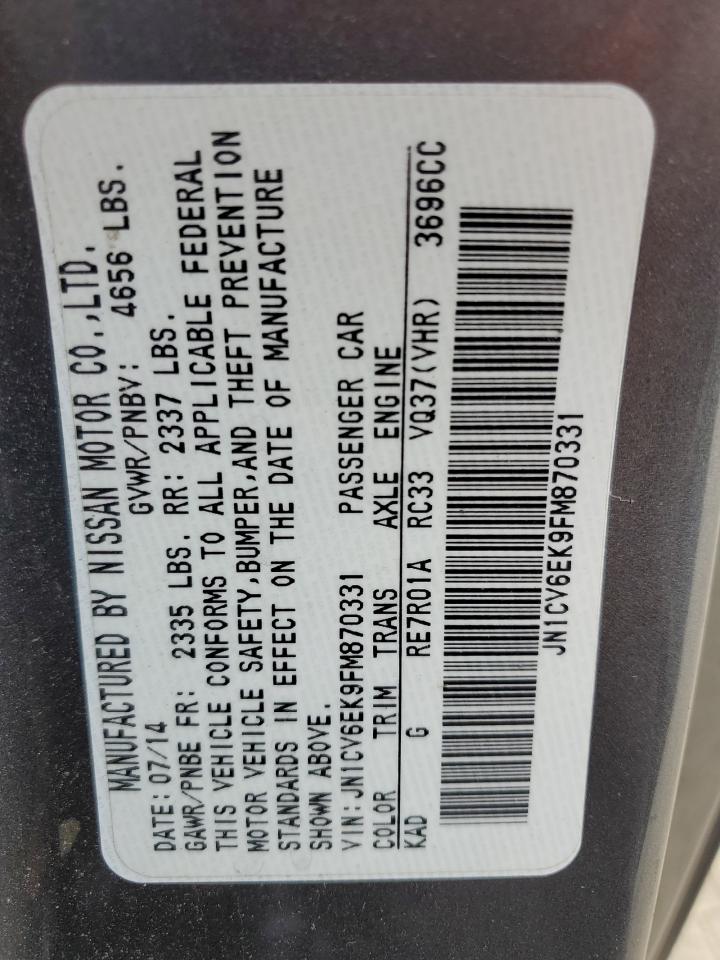 MANUFACTURED BY NISSAN MOTOR CO.,LTD.
DATE: 07/14 GVWR/PNBV: 4656 LBS.
GAWR/PNBE FR: 2335 LBS. RR: 2337 LBS.
THIS VEHICLE CONFORMS TO ALL APPLICABLE FEDERAL
MOTOR VEHICLE SAFETY,BUMPER,AND THEFT PREVENTION
STANDARDS IN EFFECT ON THE DATE OF MANUFACTURE
SHOWN ABOVE.
VIN:JN1CV6EK9FM870331 PASSENGER CAR
COLOR TRIM TRANS AXLE ENGINE
KAD G RE7R01A RC33 VQ37(VHR) 3696CC
JN1CV6EK9FM870331